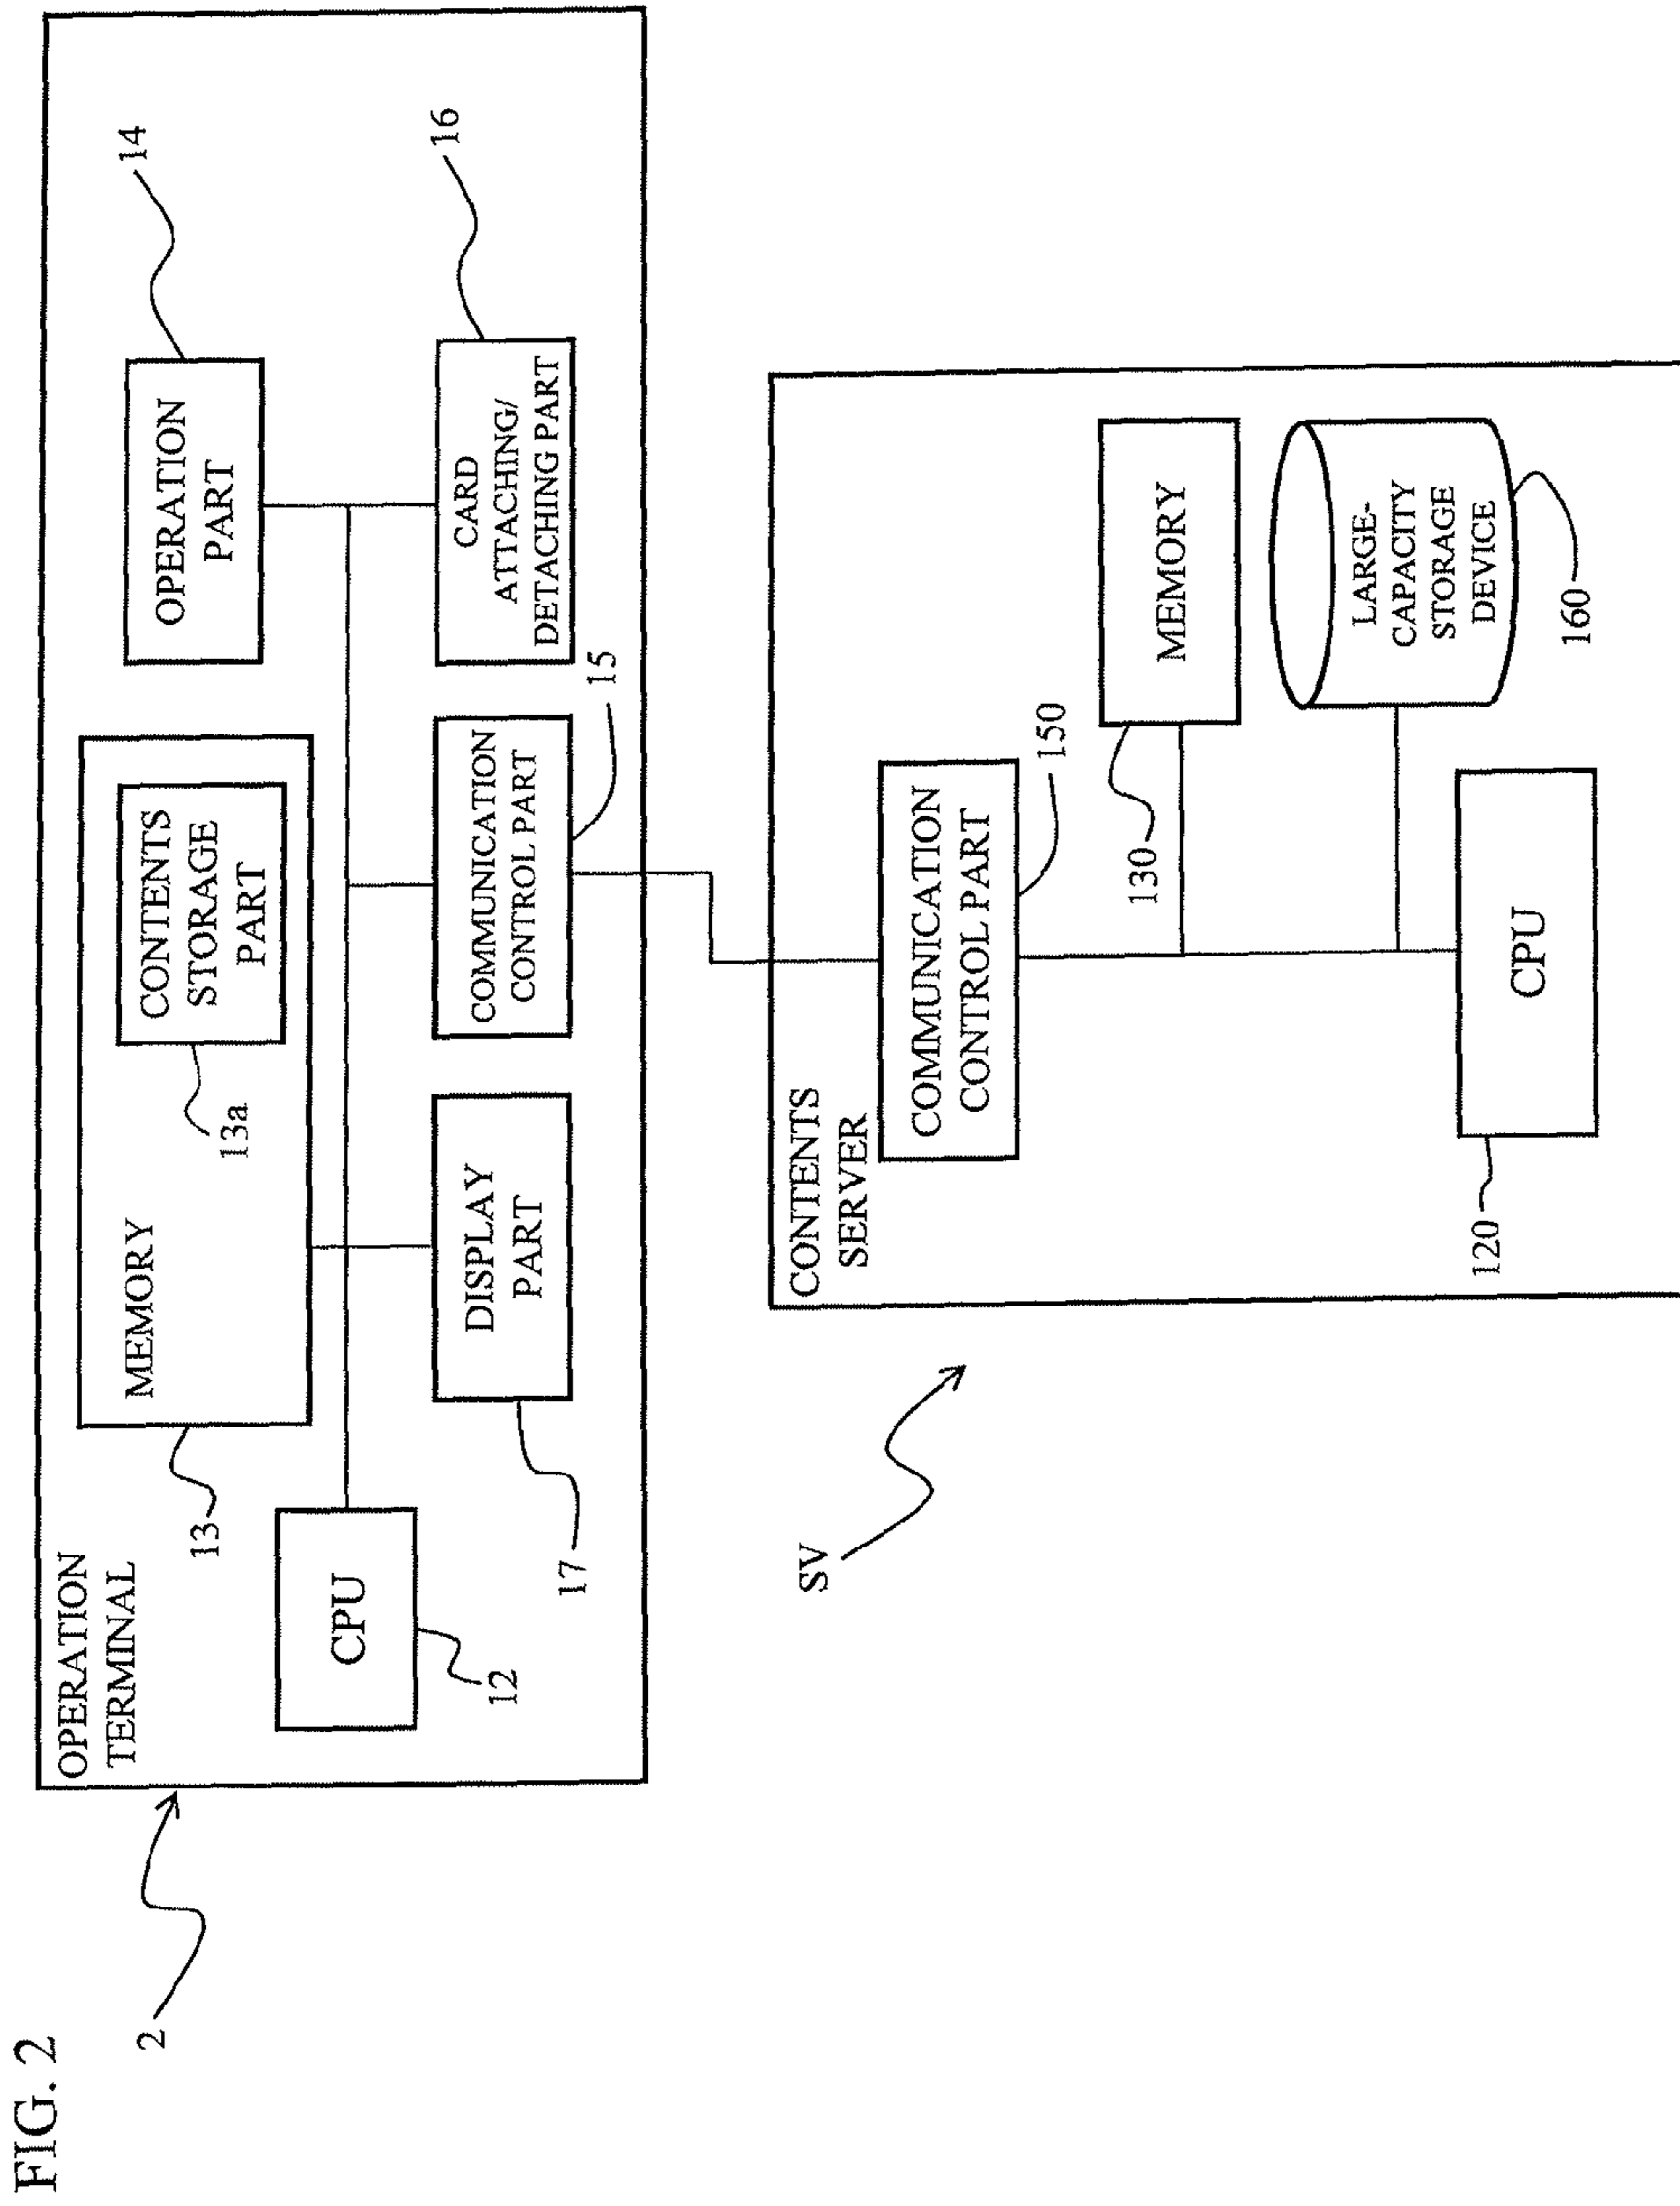 FIG. 2
2
OPERATION
TERMINAL
CPU
12
MEMORY
13
CONTENTS
STORAGE
PART
13a
OPERATION
PART
14
DISPLAY
PART
17
COMMUNICATION
CONTROL PART
15
CARD
ATTACHING/
DETACHING PART
16
SV
CONTENTS
SERVER
COMMUNICATION
CONTROL PART
150
MEMORY
130
LARGE-
CAPACITY
STORAGE
DEVICE
160
CPU
120